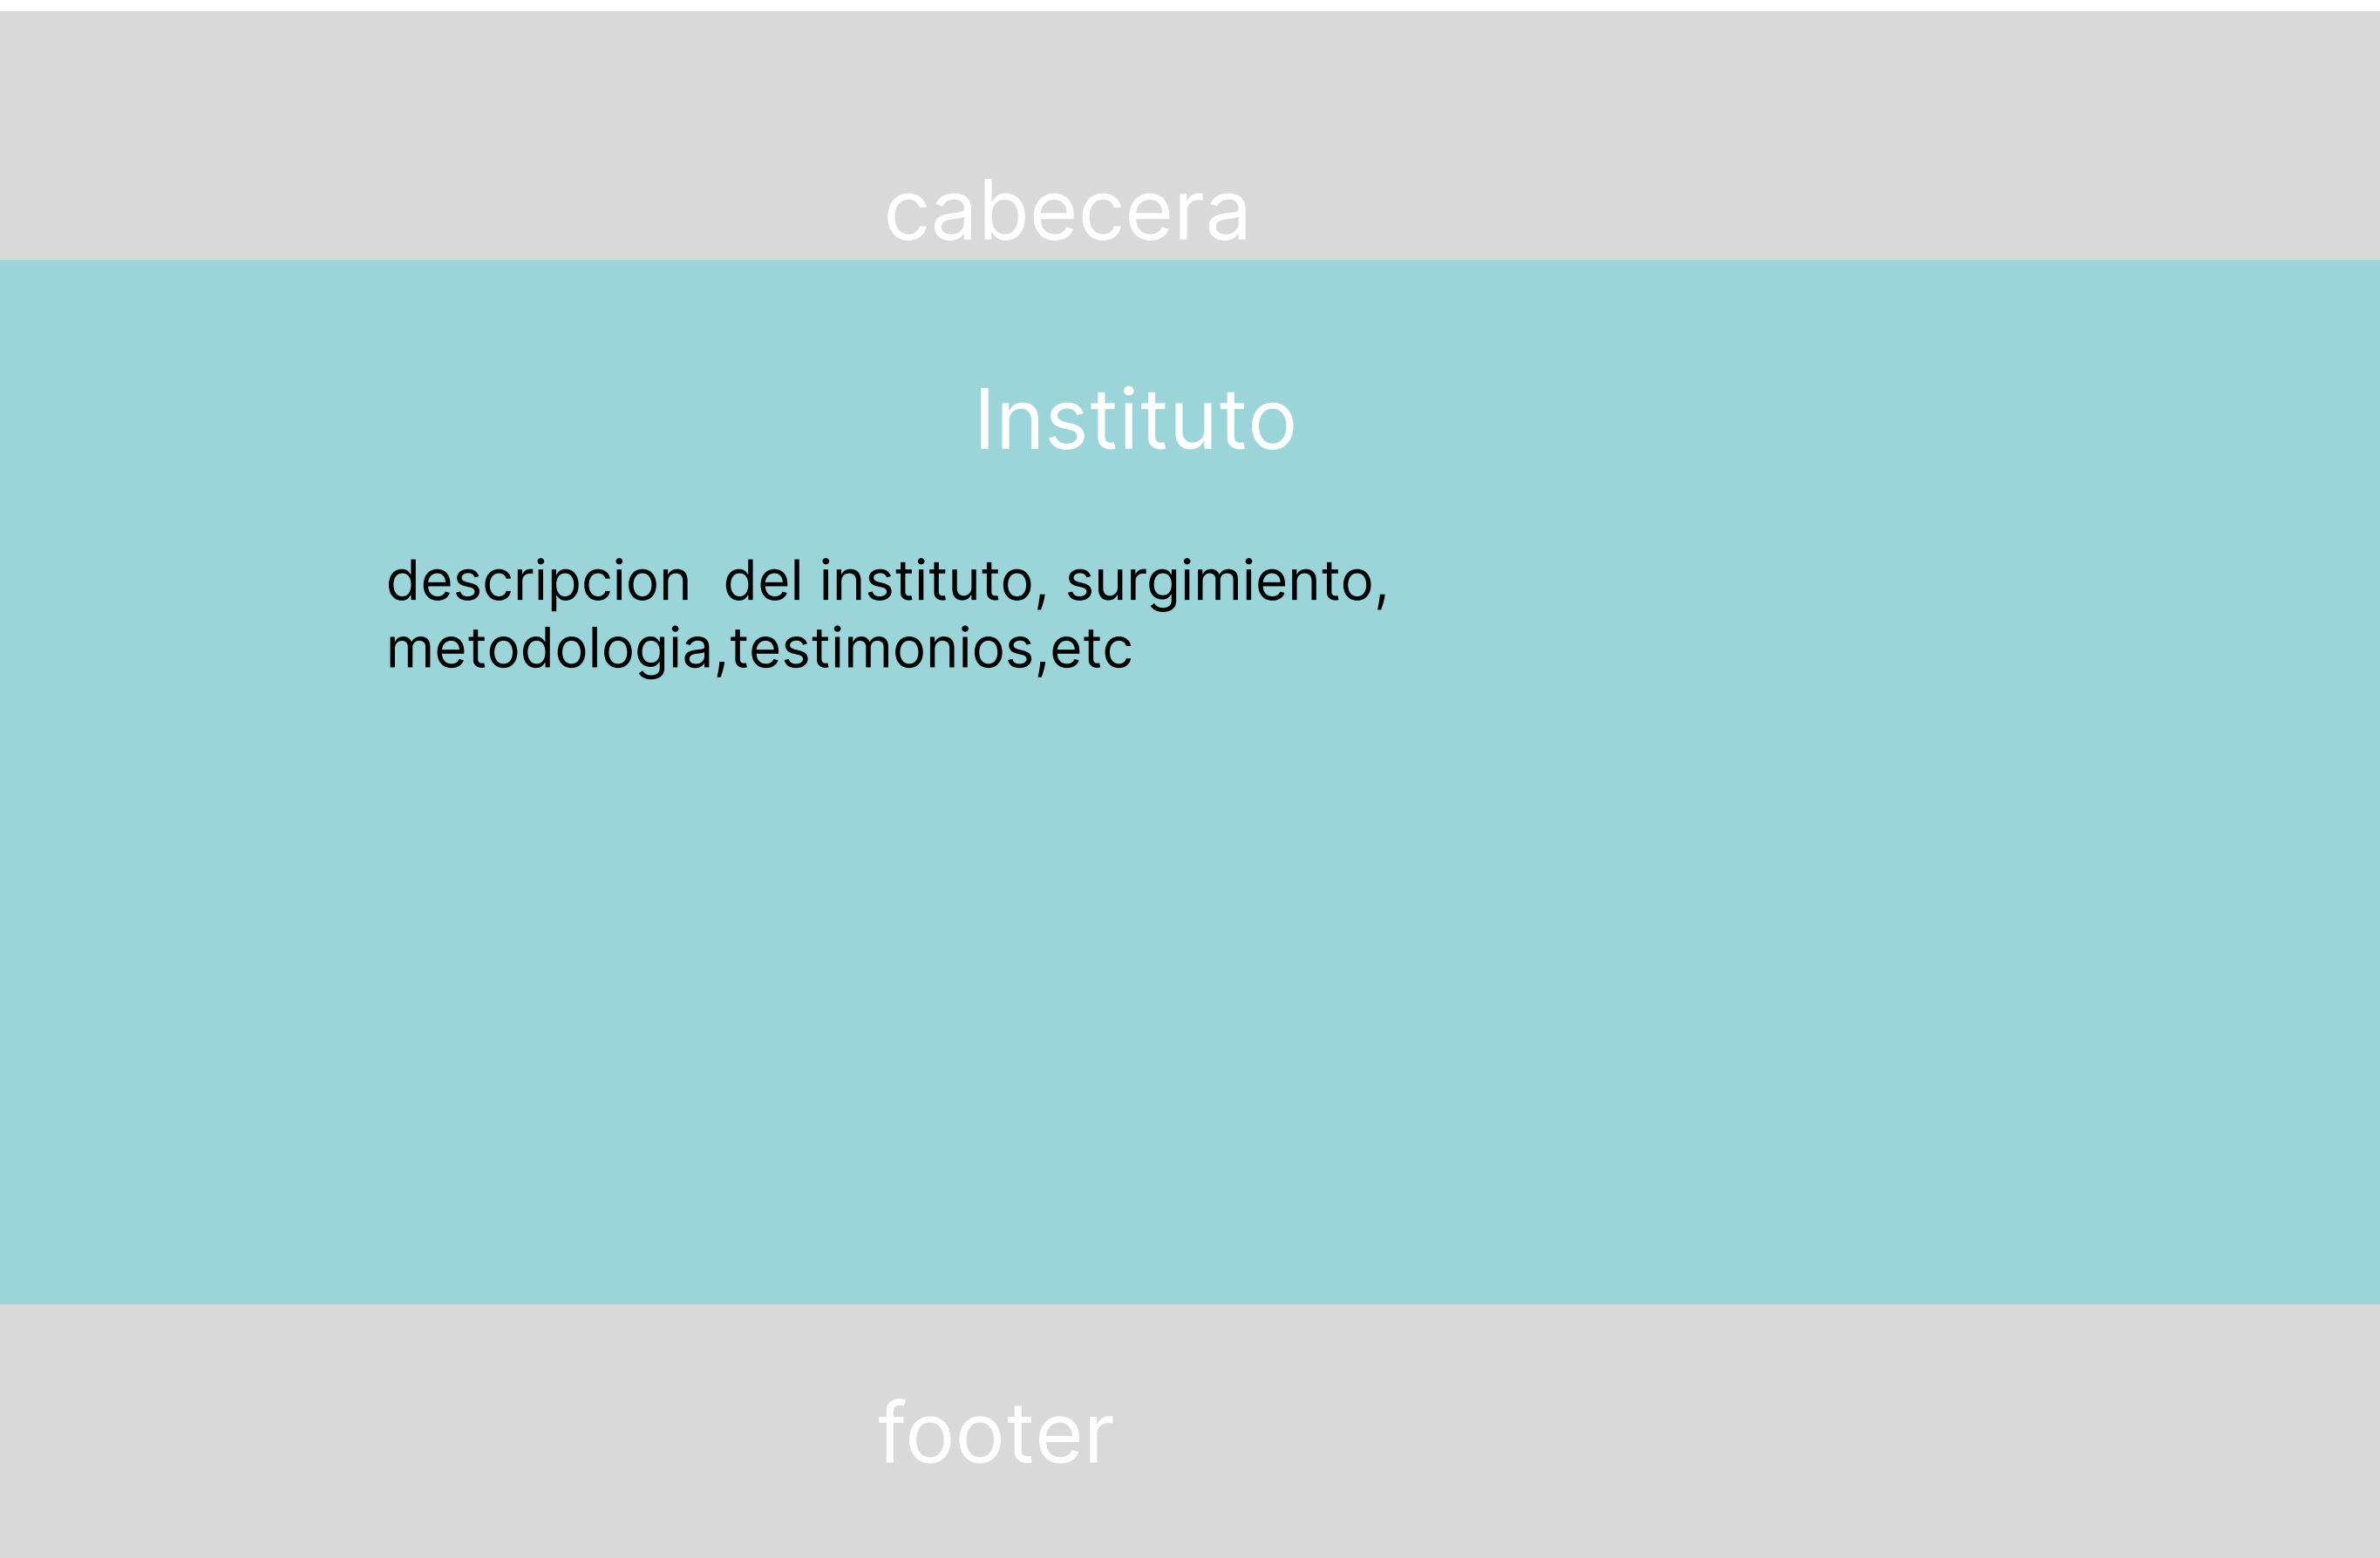 cabecera
Instituto
descripcion  del instituto, surgimiento,
metodologia,testimonios,etc
footer